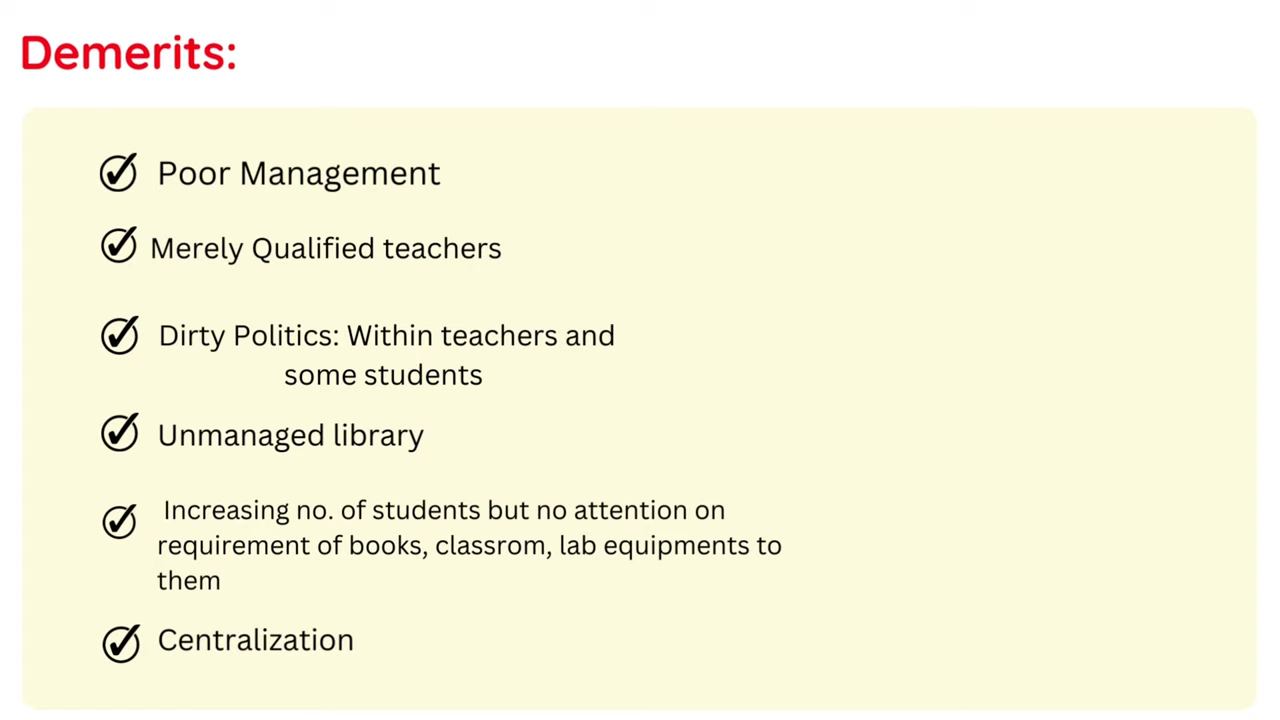 Demerits:
Poor Management
Merely Qualified teachers
Dirty Politics: Within teachers and
some students
Unmanaged library
Increasing no. of students but no attention on
requirement of books, classrom, lab equipments to
them
Centralization